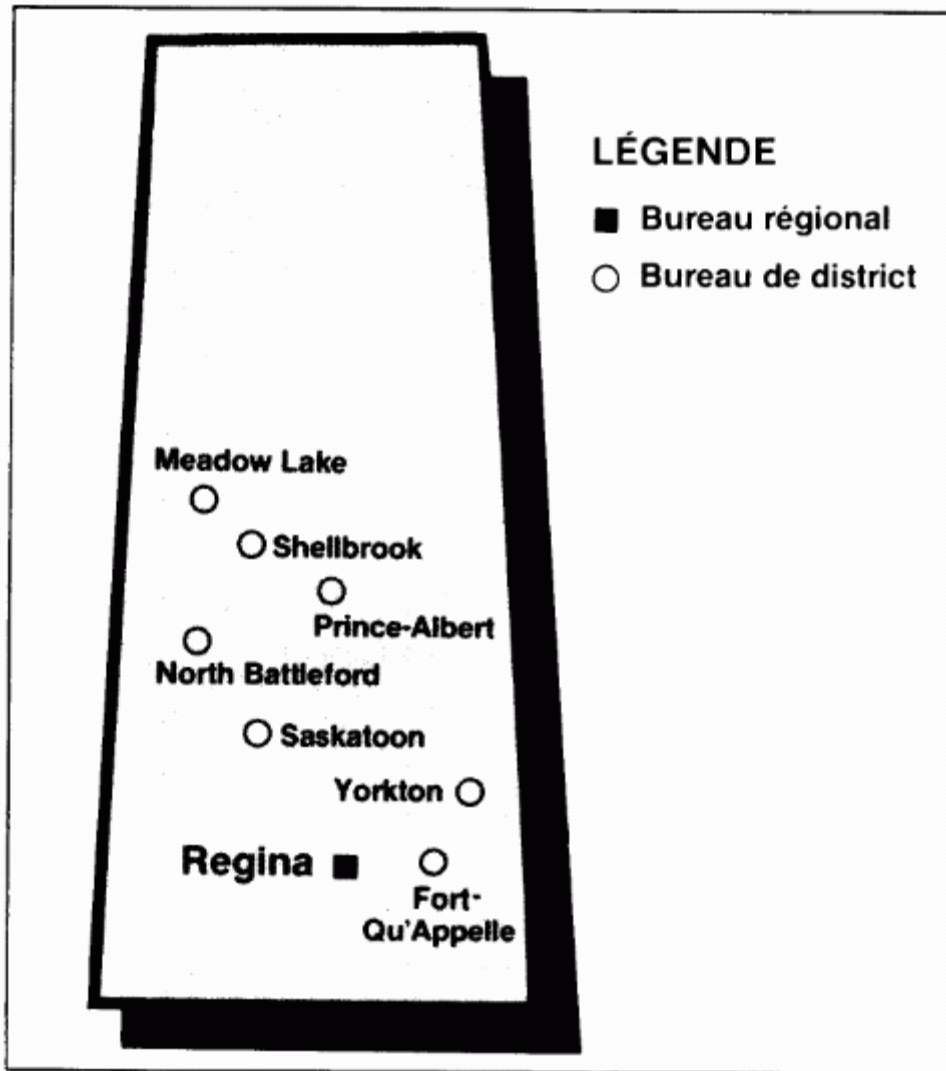 LÉGENDE
Bureau régional
Bureau de district
Meadow Lake
Shellbrook
Prince-Albert
North Battleford
Saskatoon
Yorkton
Regina
Fort-
Qu'Appelle